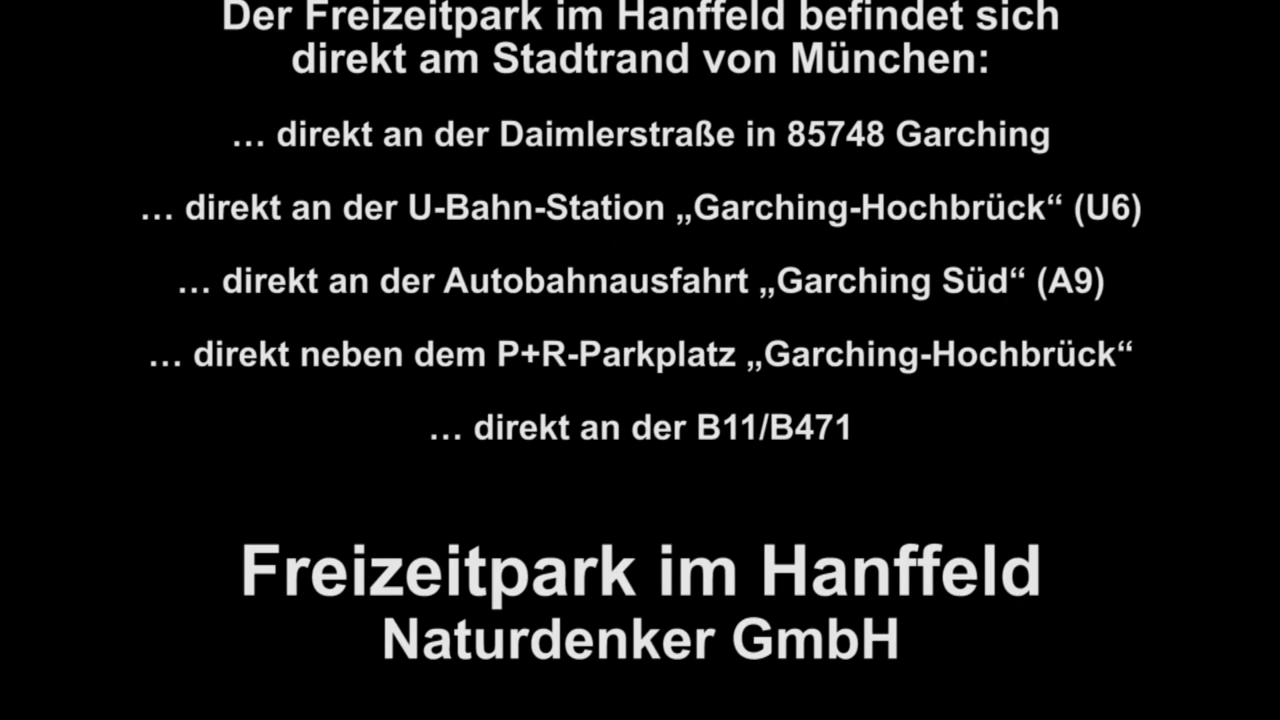 Der Freizeitpark im Hanffeld befindet sich
direkt am Stadtrand von München:
… direkt an der Daimlerstraße in 85748 Garching
… direkt an der U-Bahn-Station „Garching-Hochbrück“ (U6)
… direkt an der Autobahnausfahrt „Garching Süd“ (A9)
… direkt neben dem P+R-Parkplatz „Garching-Hochbrück“
… direkt an der B11/B471
Freizeitpark im Hanffeld
Naturdenker GmbH